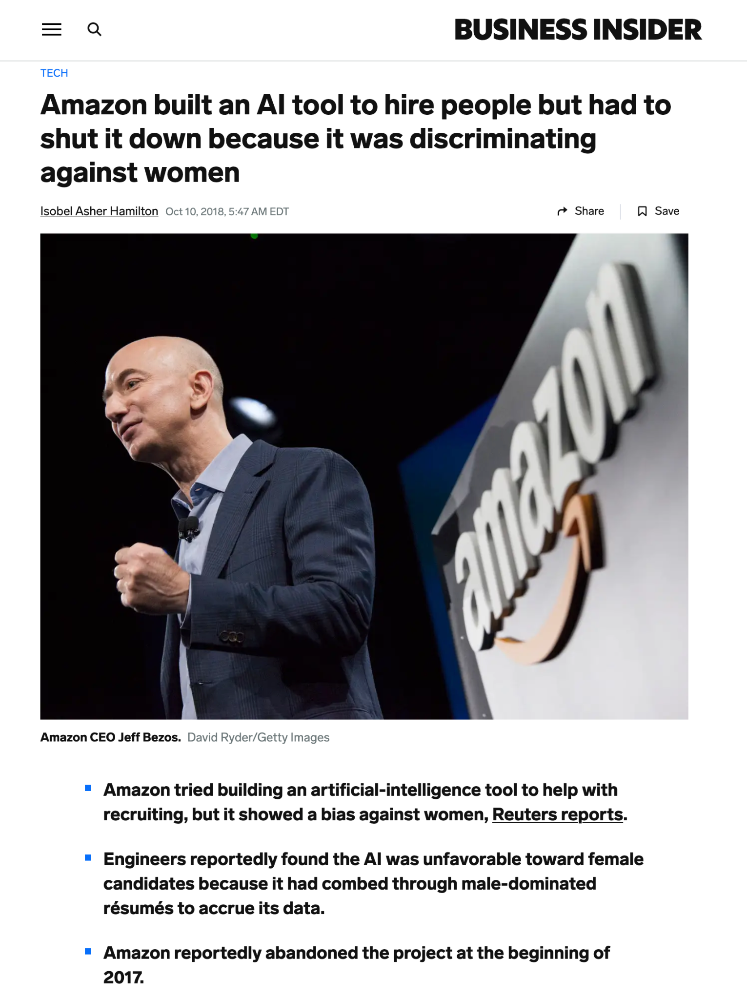 BUSINESS INSIDER
TECH
Amazon built an AI tool to hire people but had to
shut it down because it was discriminating
against women
Isobel Asher Hamilton Oct 10, 2018, 5:47 AM EDT
Share
Save
amazon
Amazon CEO Jeff Bezos. David Ryder/Getty Images
Amazon tried building an artificial-intelligence tool to help with
recruiting, but it showed a bias against women, Reuters reports.
Engineers reportedly found the AI was unfavorable toward female
candidates because it had combed through male-dominated
résumés to accrue its data.
Amazon reportedly abandoned the project at the beginning of
2017.